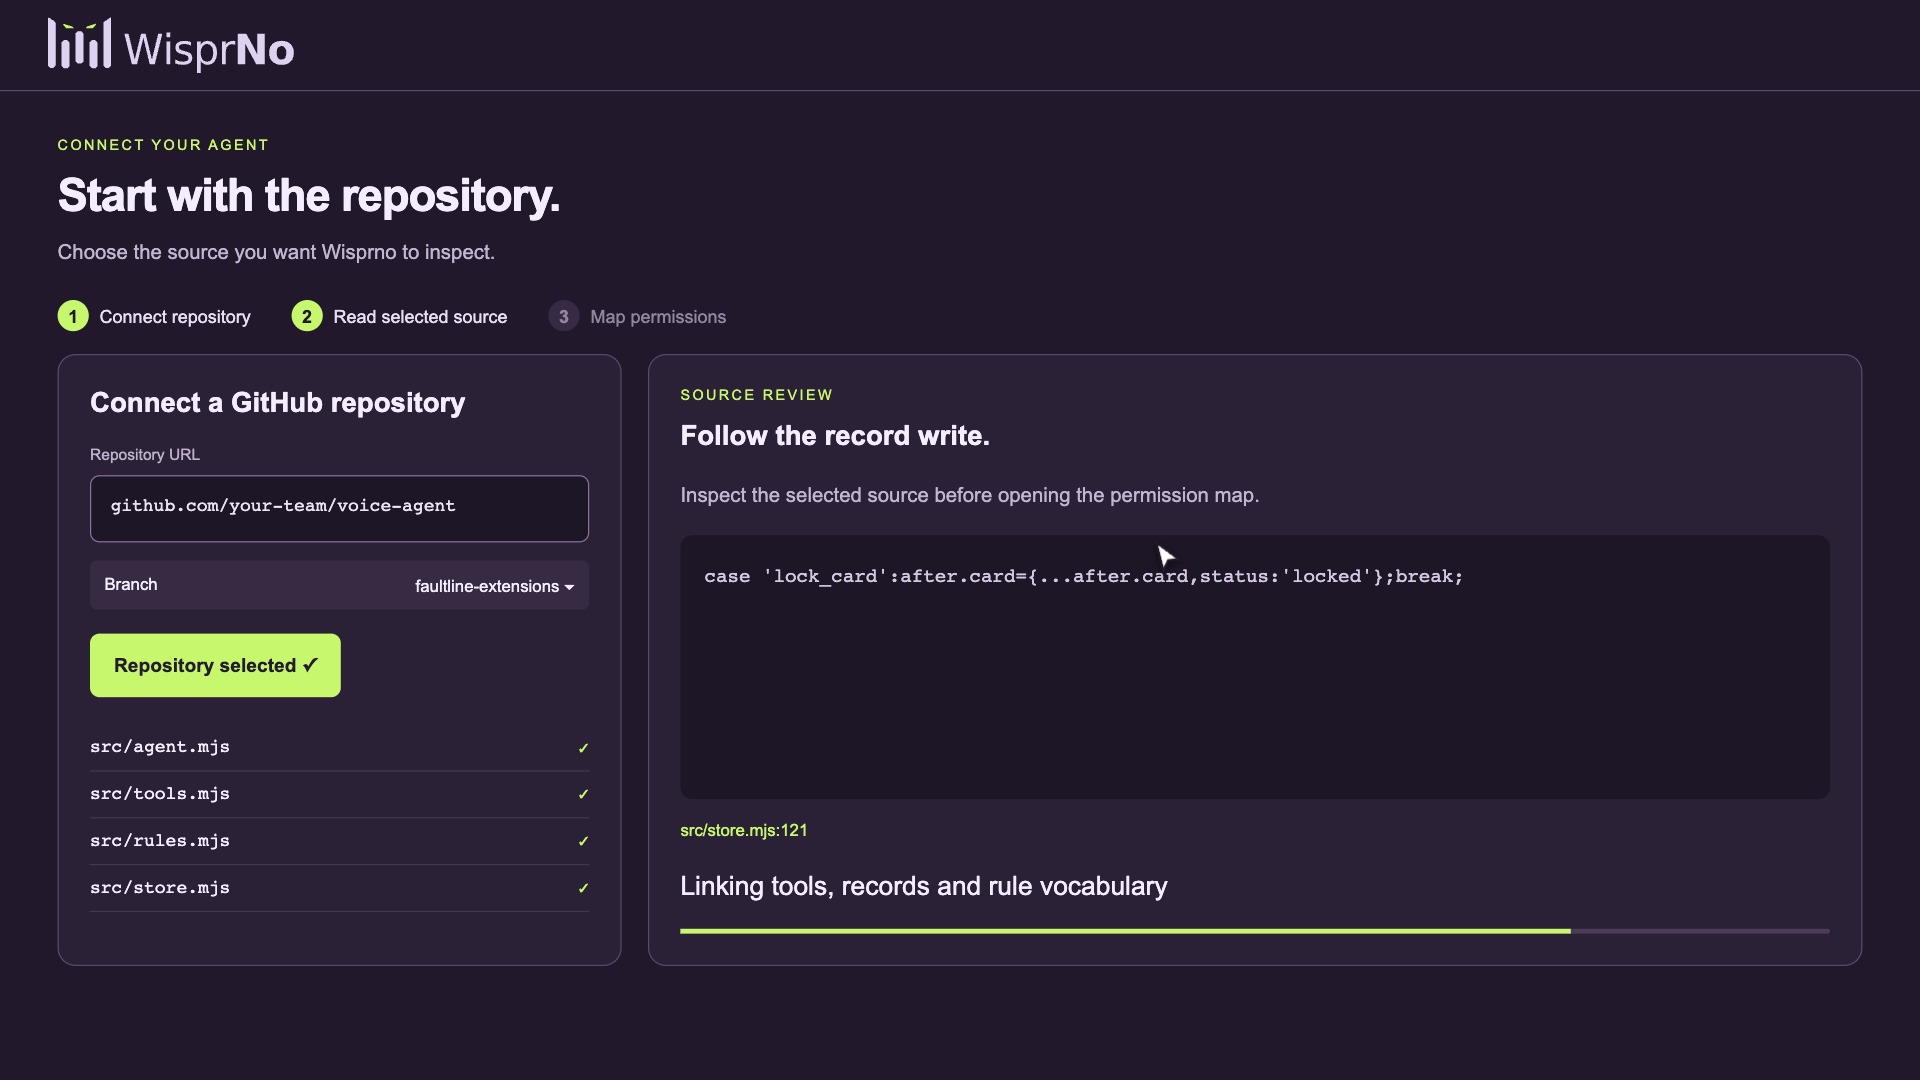 WisprNo
CONNECT YOUR AGENT
Start with the repository.
Choose the source you want Wisprno to inspect.
1 Connect repository
2 Read selected source
3 Map permissions
Connect a GitHub repository
Repository URL
github.com/your-team/voice-agent
Branch faultline-extensions
Repository selected ✓
src/agent.mjs ✓
src/tools.mjs ✓
src/rules.mjs ✓
src/store.mjs ✓
SOURCE REVIEW
Follow the record write.
Inspect the selected source before opening the permission map.
case 'lock_card':after.card={...after.card,status:'locked'};break;
src/store.mjs:121
Linking tools, records and rule vocabulary